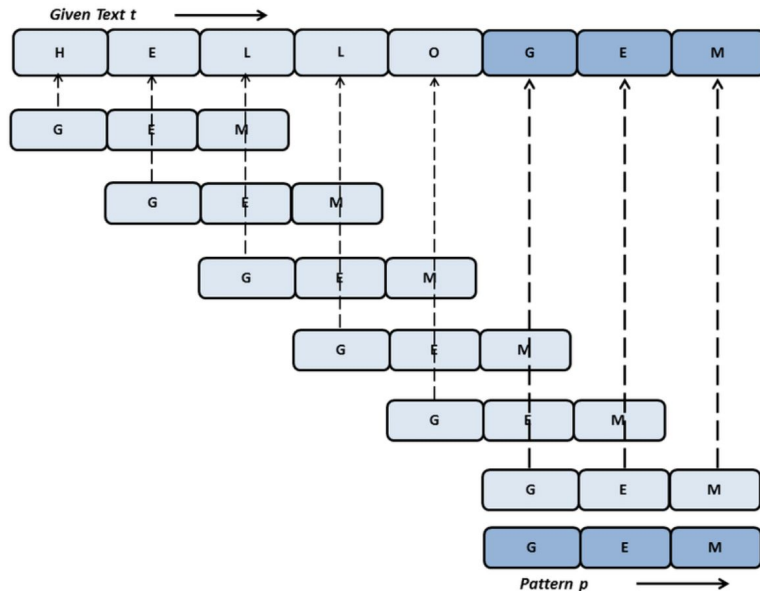 Given Text t
H E L L O G E M
G E M
G E M
G E M
G E M
G E M
G E M
G E M
Pattern p